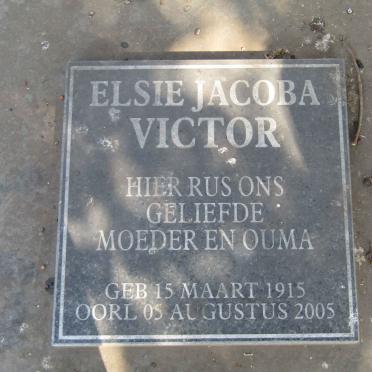 ELSIE JACOBA
VICTOR
HIER RUS ONS
GELIEFDE
MOEDER EN OUMA
GEB 15 MAART 1915
OORL 05 AUGUSTUS 2005